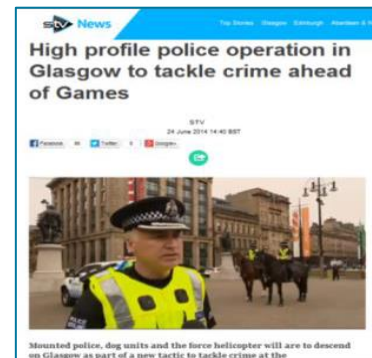 stv News
Top Stories Glasgow Edinburgh Aberdeen & N
High profile police operation in
Glasgow to tackle crime ahead
of Games
STV
24 June 2014 14:40 BST
Facebook Twitter Google+
Mounted police, dog units and the force helicopter will are to descend
on Glasgow as part of a new tactic to tackle crime at the